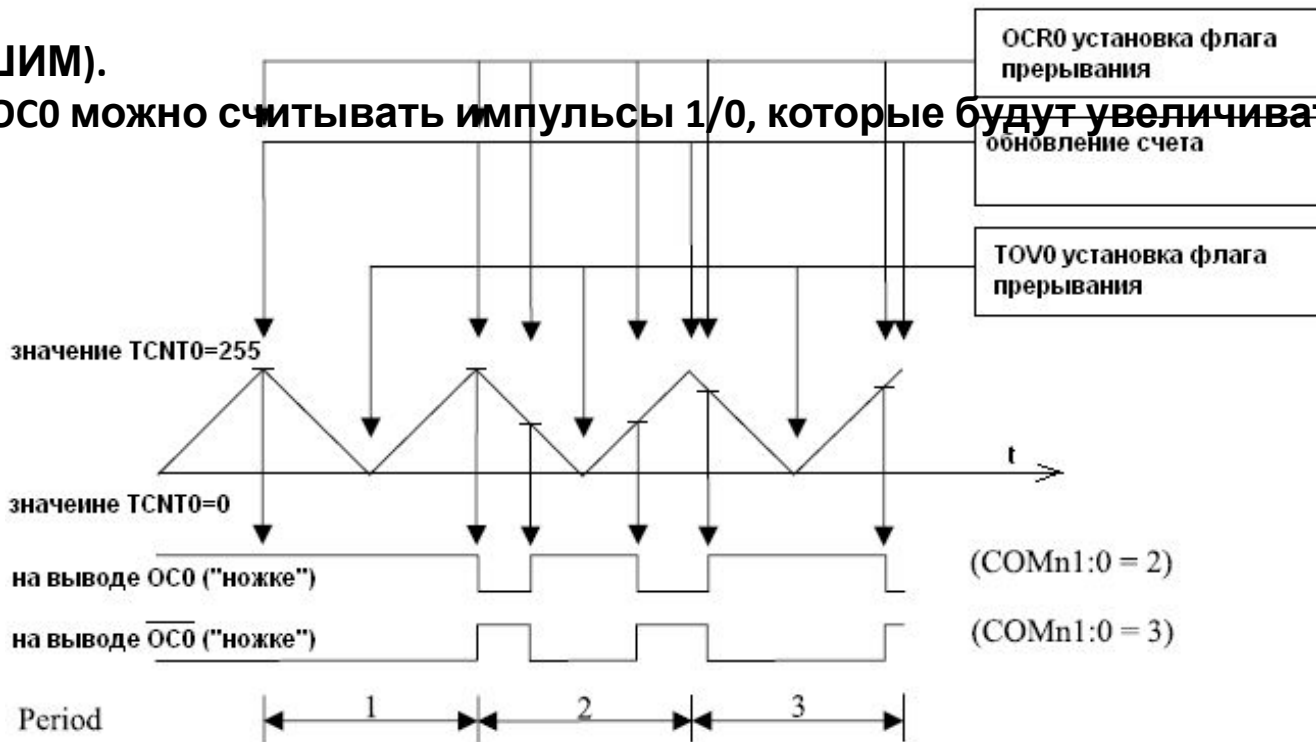 ШИМ).
OC0 можно считывать импульсы 1/0, которые будут увеличива
OCR0 установка флага
прерывания
обновление счета
TOV0 установка флага
прерывания
значение TCNT0=255
t
значеине TCNT0=0
на выводе OC0 ("ножке")
(COMn1:0 = 2)
на выводе OC0 ("ножке")
(COMn1:0 = 3)
Period
1
2
3